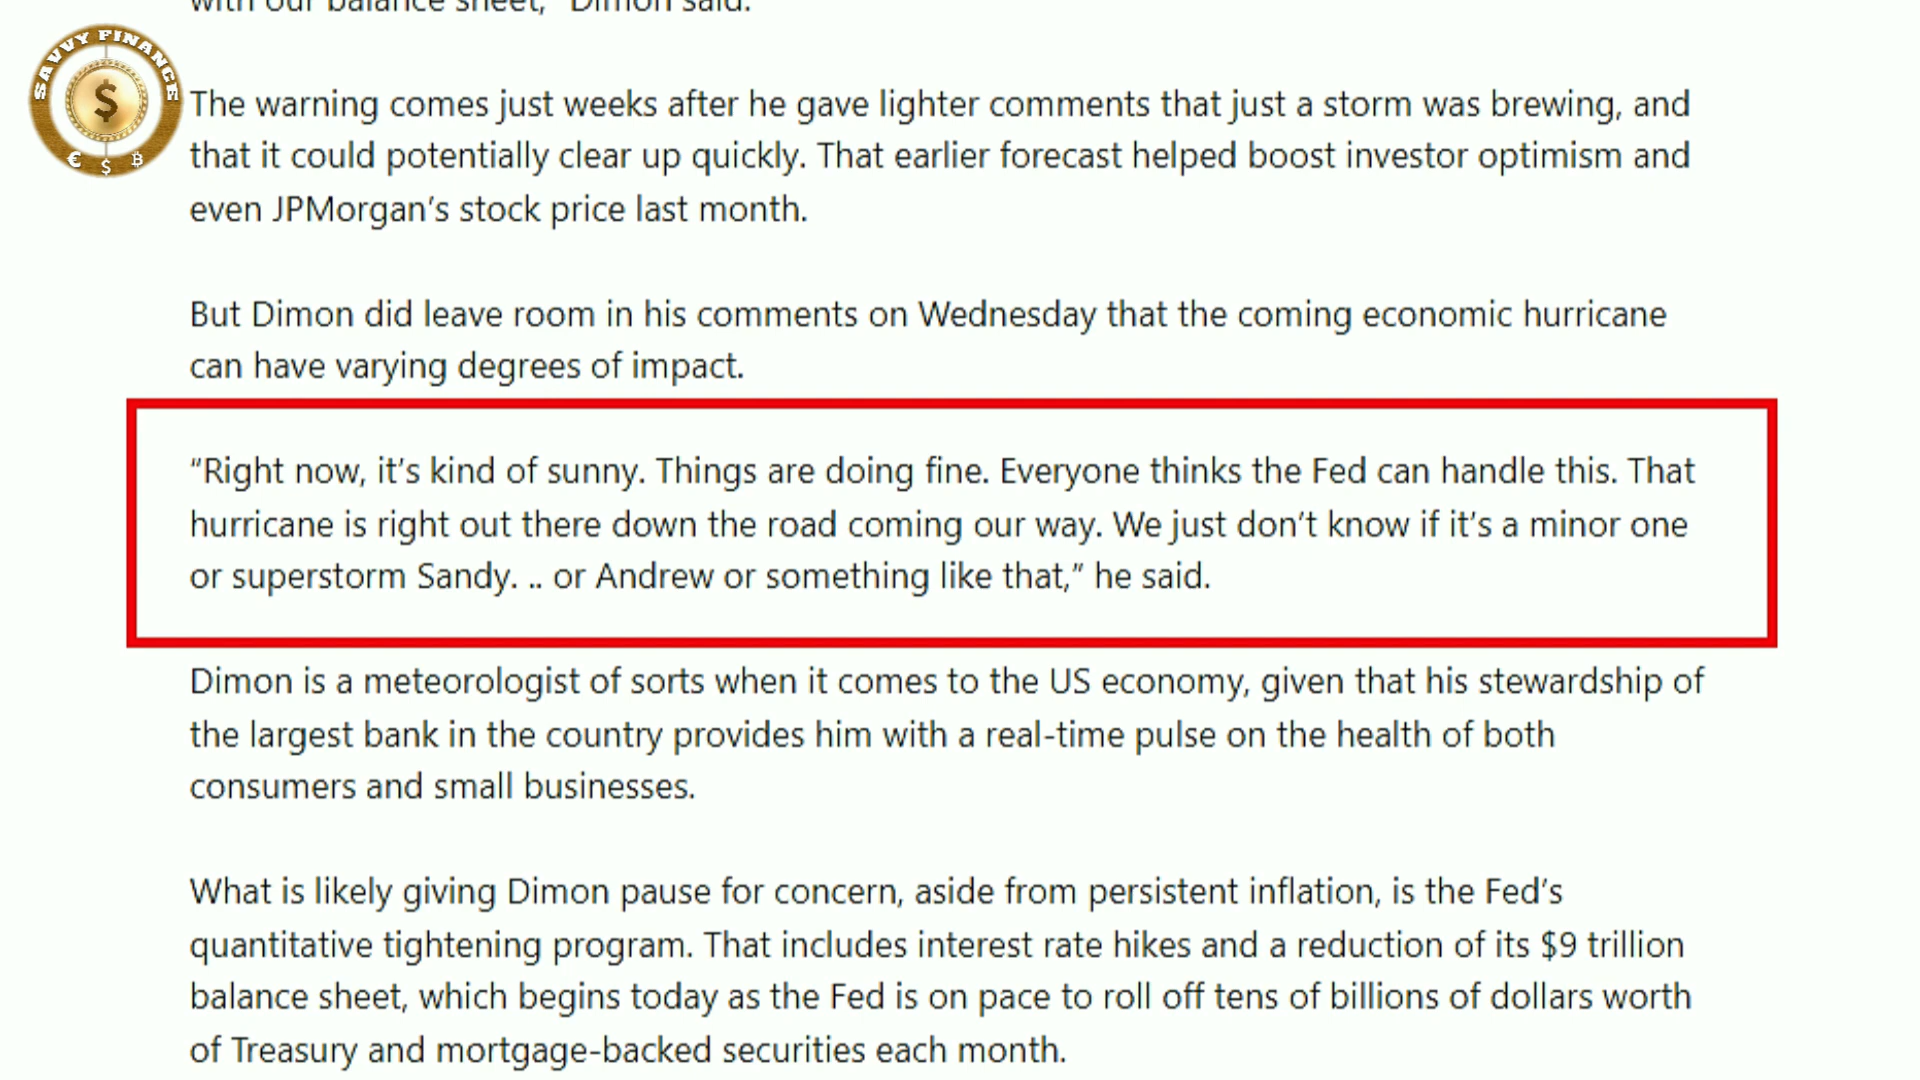 with our balance sheet," Dimon said.
SAVVY FINANCE
$
€ $ ₿
The warning comes just weeks after he gave lighter comments that just a storm was brewing, and
that it could potentially clear up quickly. That earlier forecast helped boost investor optimism and
even JPMorgan’s stock price last month.
But Dimon did leave room in his comments on Wednesday that the coming economic hurricane
can have varying degrees of impact.
“Right now, it’s kind of sunny. Things are doing fine. Everyone thinks the Fed can handle this. That
hurricane is right out there down the road coming our way. We just don’t know if it’s a minor one
or superstorm Sandy. .. or Andrew or something like that,” he said.
Dimon is a meteorologist of sorts when it comes to the US economy, given that his stewardship of
the largest bank in the country provides him with a real-time pulse on the health of both
consumers and small businesses.
What is likely giving Dimon pause for concern, aside from persistent inflation, is the Fed’s
quantitative tightening program. That includes interest rate hikes and a reduction of its $9 trillion
balance sheet, which begins today as the Fed is on pace to roll off tens of billions of dollars worth
of Treasury and mortgage-backed securities each month.